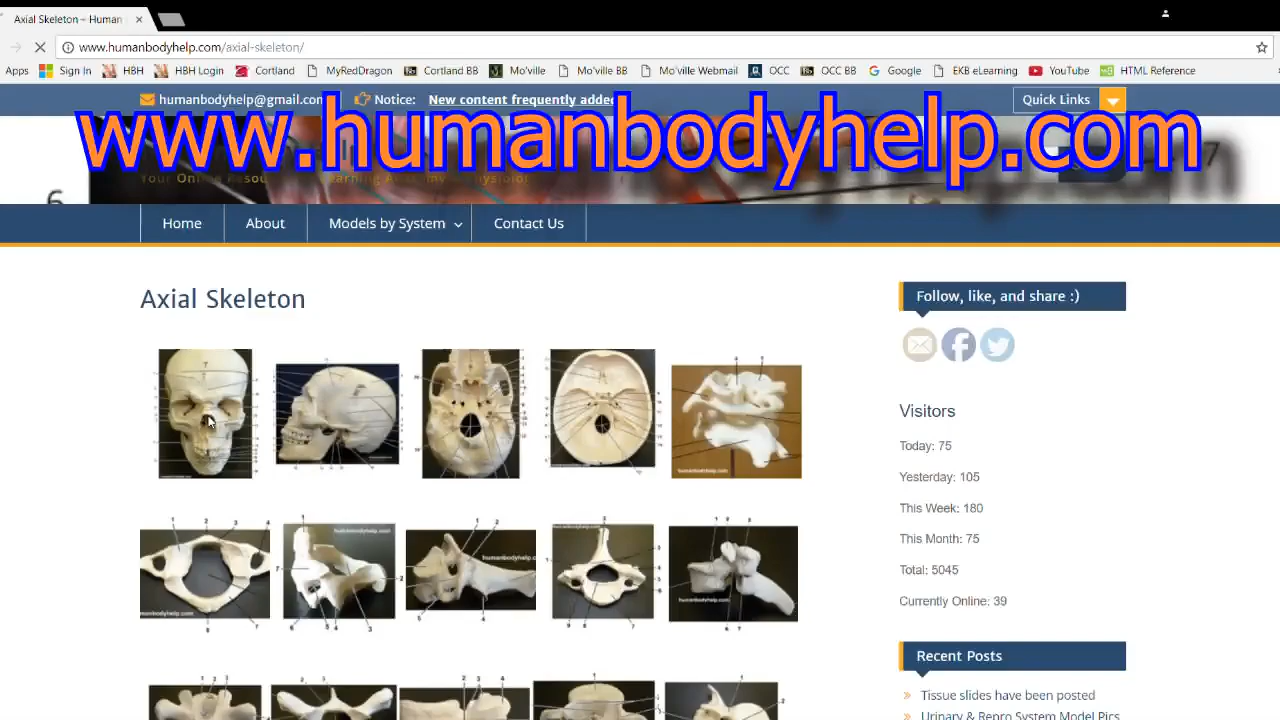 Axial Skeleton – Human
www.humanbodyhelp.com/axial-skeleton/
Apps Sign In HBH HBH Login Cortland MyRedDragon Cortland BB Mo'ville Mo'ville BB Mo'ville Webmail OCC OCC BB Google EKB eLearning YouTube HTML Reference
humanbodyhelp@gmail.com Notice: New content frequently added Quick Links
www.humanbodyhelp.com
Your Online
Home About Models by System Contact Us
Axial Skeleton
Follow, like, and share :)
Visitors
Today: 75
Yesterday: 105
This Week: 180
This Month: 75
Total: 5045
Currently Online: 39
Recent Posts
Tissue slides have been posted
Urinary & Repro System Model Pics